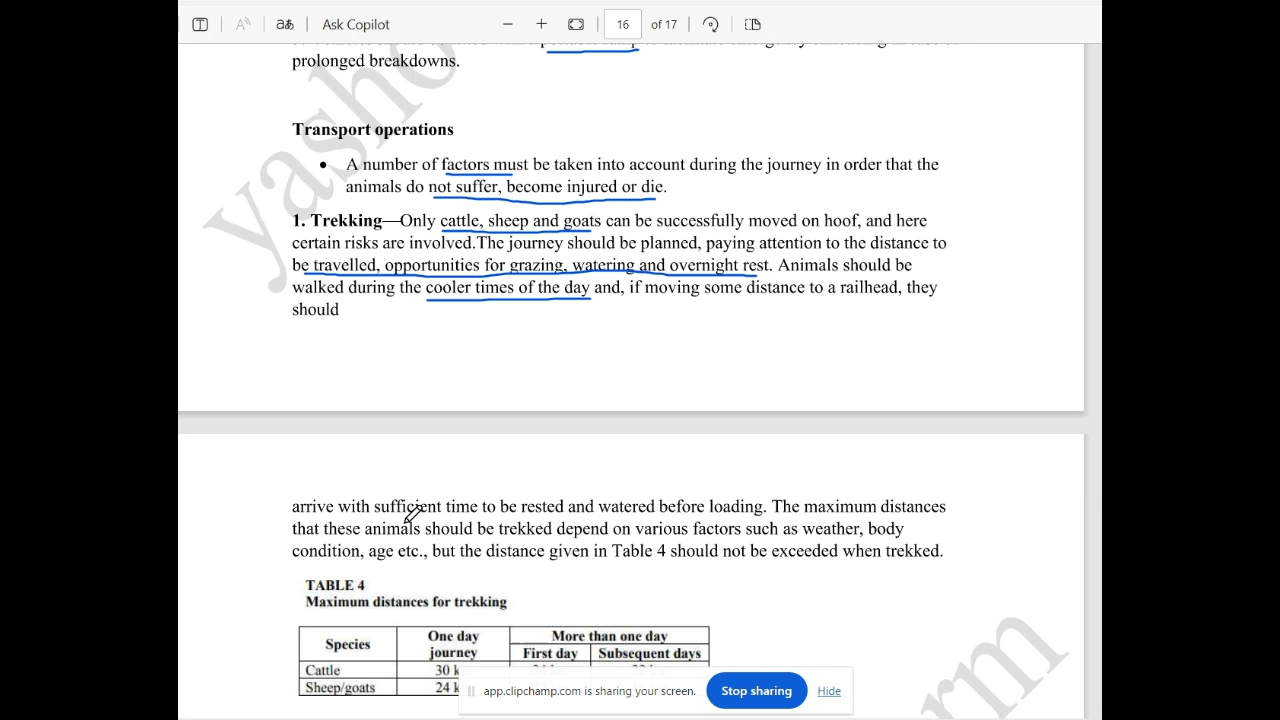 Ask Copilot
16 of 17
prolonged breakdowns.
Transport operations
• A number of factors must be taken into account during the journey in order that the
animals do not suffer, become injured or die.
1. Trekking—Only cattle, sheep and goats can be successfully moved on hoof, and here
certain risks are involved.The journey should be planned, paying attention to the distance to
be travelled, opportunities for grazing, watering and overnight rest. Animals should be
walked during the cooler times of the day and, if moving some distance to a railhead, they
should
arrive with sufficient time to be rested and watered before loading. The maximum distances
that these animals should be trekked depend on various factors such as weather, body
condition, age etc., but the distance given in Table 4 should not be exceeded when trekked.
TABLE 4
Maximum distances for trekking
Species One day journey More than one day
First day Subsequent days
Cattle 30
Sheep/goats 24
app.clipchamp.com is sharing your screen. Stop sharing Hide